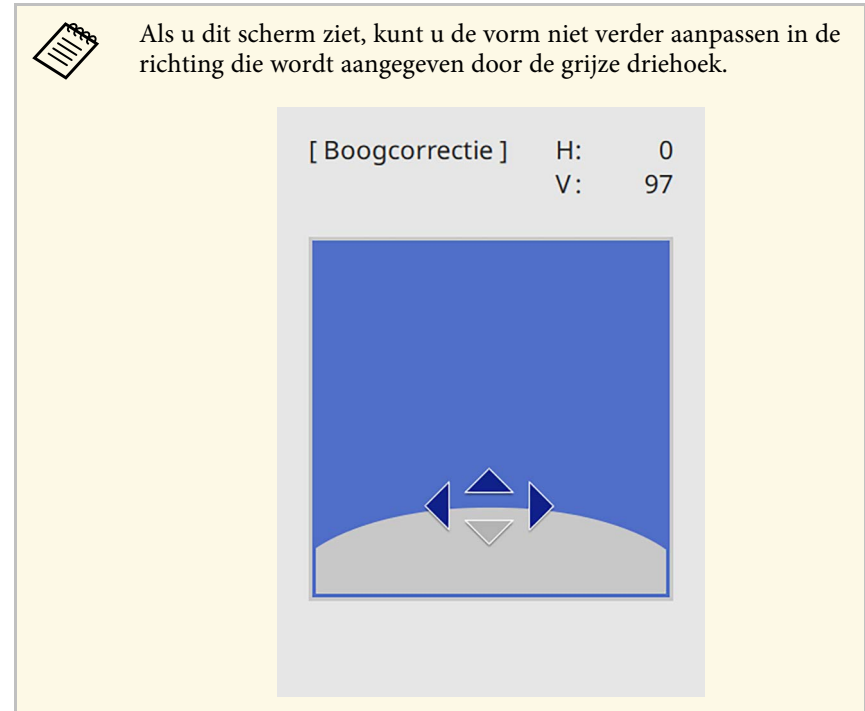 Als u dit scherm ziet, kunt u de vorm niet verder aanpassen in de
richting die wordt aangegeven door de grijze driehoek.
[ Boogcorrectie ] H: 0
V: 97